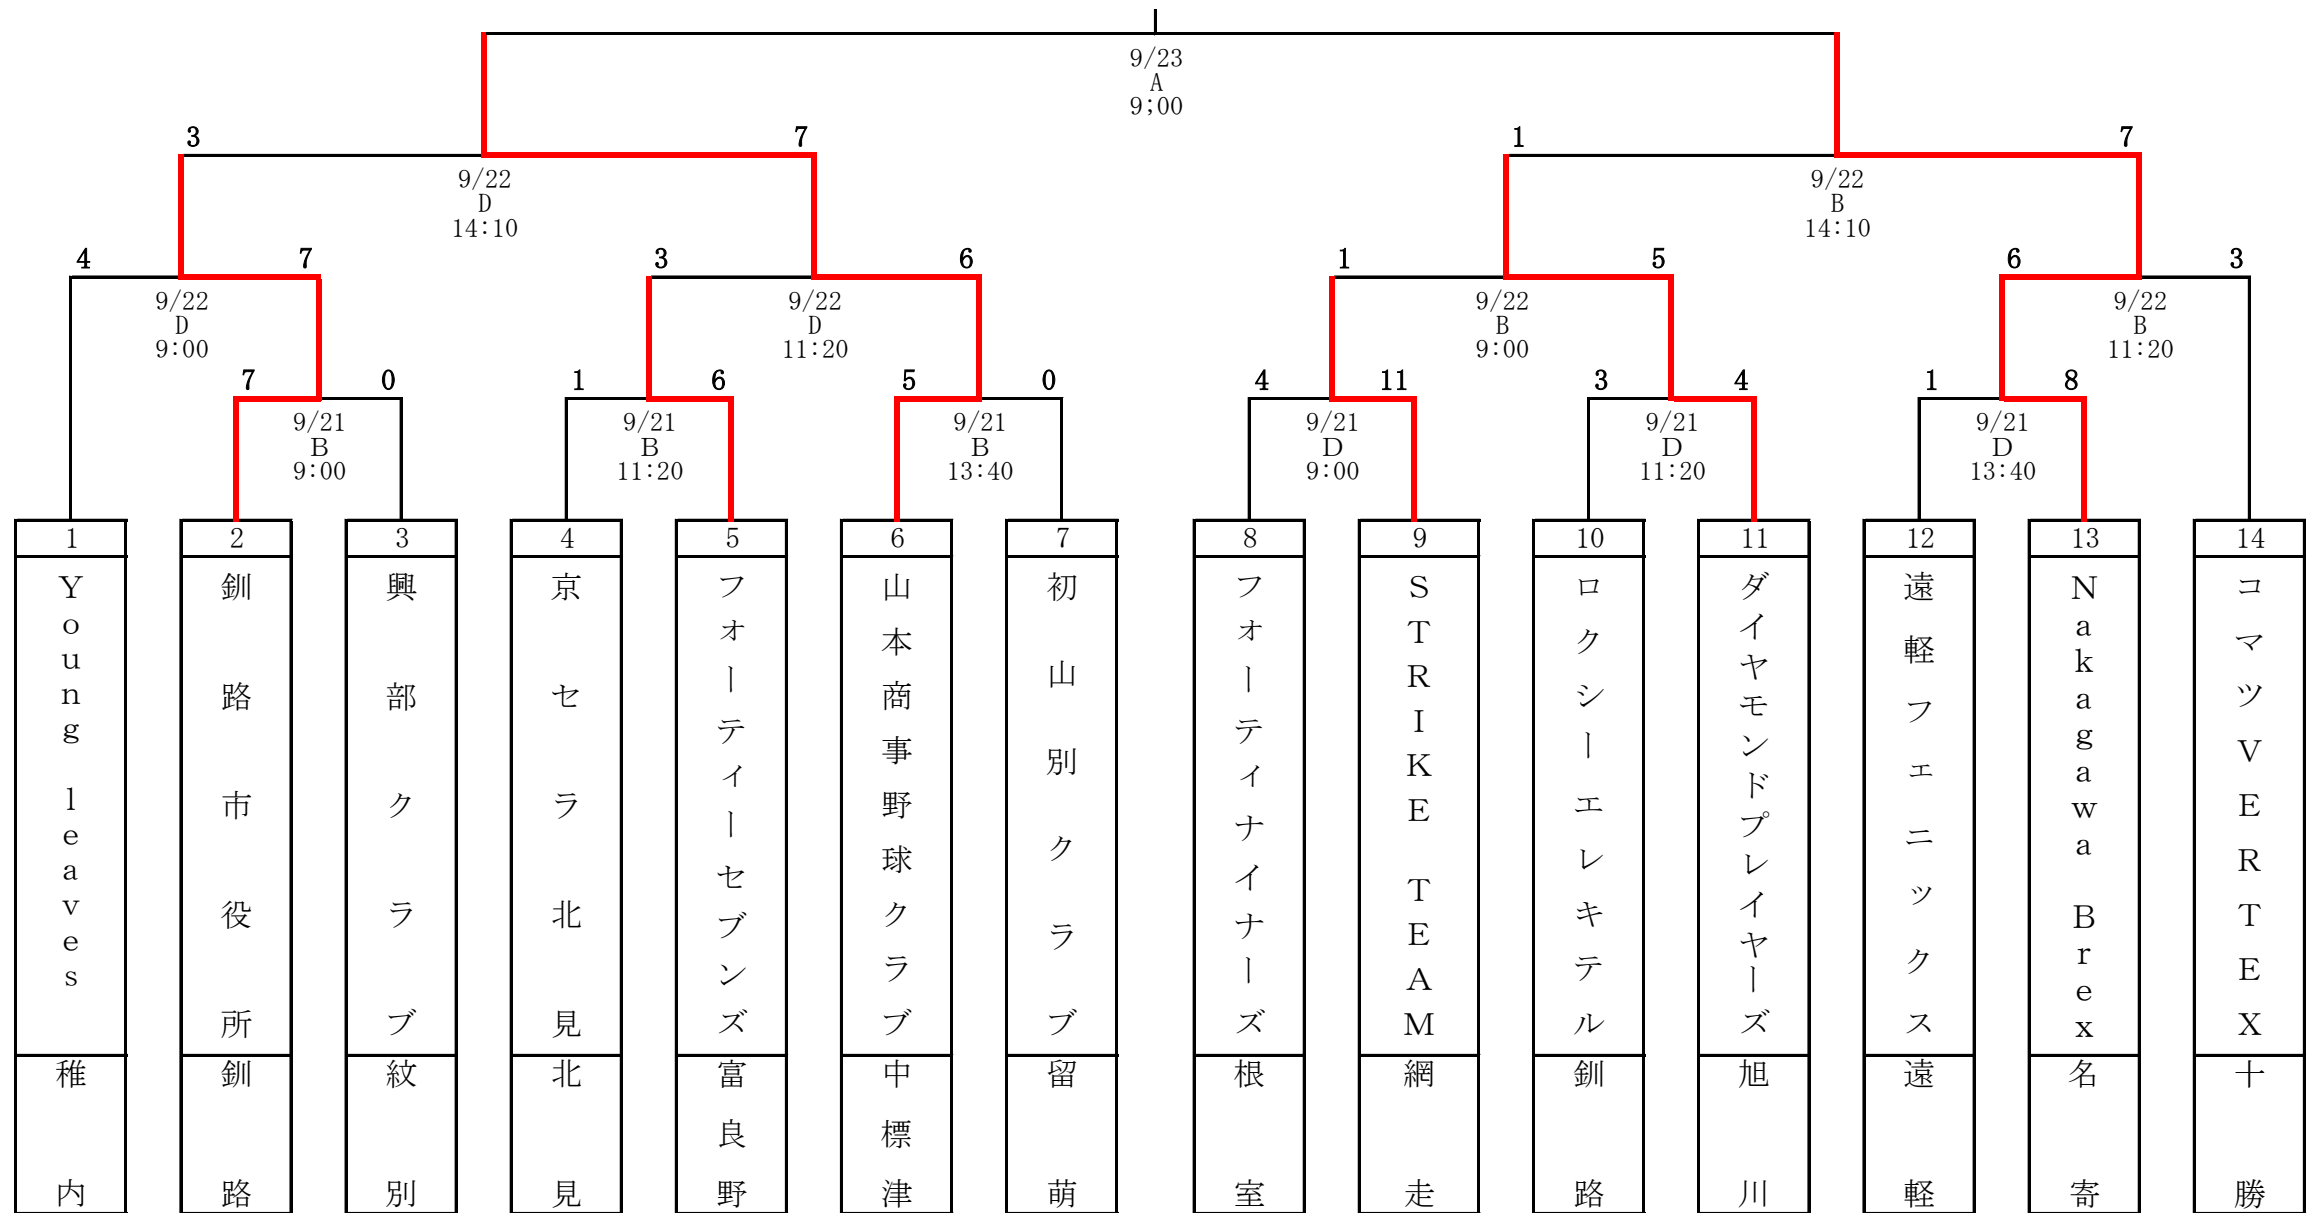 9/23
A
9;00
3
7
1
7
9/22
D
14:10
9/22
B
14:10
4
7
3
6
1
5
6
3
9/22
D
9:00
9/22
D
11:20
9/22
B
9:00
9/22
B
11:20
7
0
1
6
5
0
4
11
3
4
1
8
9/21
B
9:00
9/21
B
11:20
9/21
B
13:40
9/21
D
9:00
9/21
D
11:20
9/21
D
13:40
1
Young leaves
稚内
2
釧路市役所
釧路
3
興部クラブ
紋別
4
京セラ北見
北見
5
フォーティーセブンズ
富良野
6
山本商事野球クラブ
中標津
7
初山別クラブ
留萌
8
フォーティナイナーズ
根室
9
STRIKE TEAM
網走
10
ロクシーエレキテル
釧路
11
ダイヤモンドプレイヤーズ
旭川
12
遠軽フェニックス
遠軽
13
Nakagawa Brex
名寄
14
コマツVERTEX
十勝